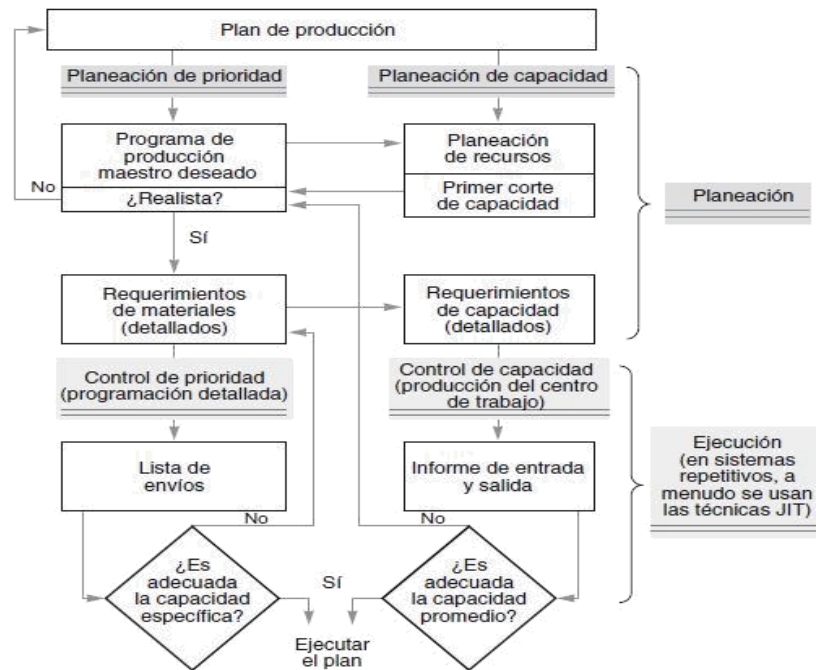 Plan de producción
Planeación de prioridad
Planeación de capacidad
Programa de
producción
maestro deseado
¿Realista?
No
Planeación
de recursos
Primer corte
de capacidad
Planeación
Sí
Requerimientos
de materiales
(detallados)
Requerimientos
de capacidad
(detallados)
Control de prioridad
(programación detallada)
Control de capacidad
(producción del centro
de trabajo)
Lista de
envíos
Informe de entrada
y salida
Ejecución
(en sistemas
repetitivos, a
menudo se usan
las técnicas JIT)
No
No
¿Es
adecuada
la capacidad
específica?
Sí
¿Es
adecuada
la capacidad
promedio?
Ejecutar
el plan